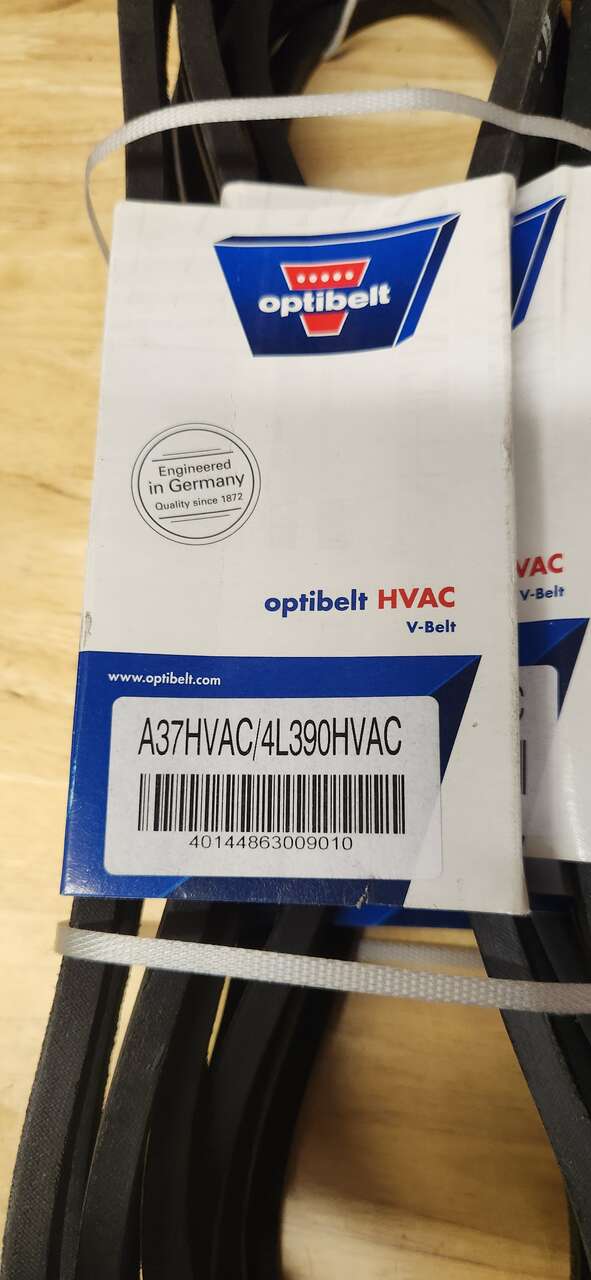 optibelt
Engineered
in Germany
Quality since 1872
optibelt HVAC
V-Belt
VAC
V-Belt
www.optibelt.com
A37HVAC/4L390HVAC
40144863009010
C